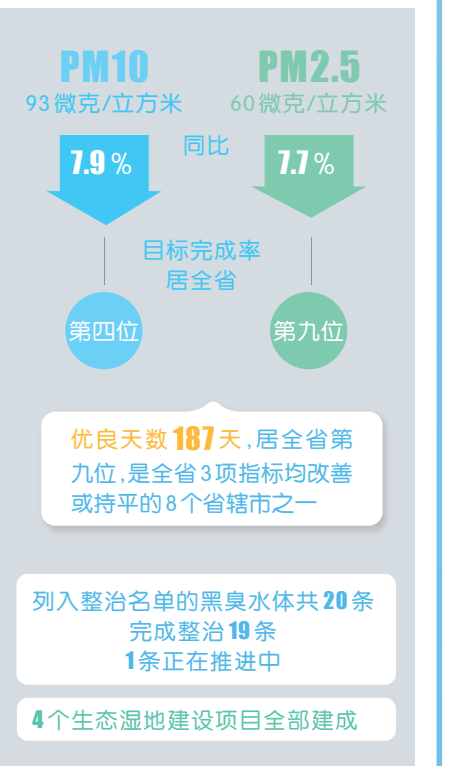 PM10 PM2.5
93微克/立方米 60微克/立方米
同比
7.9% 7.7%
目标完成率
居全省
第四位 第九位
优良天数187天,居全省第
九位,是全省3项指标均改善
或持平的8个省辖市之一
列入整治名单的黑臭水体共20条
完成整治19条
1条正在推进中
4个生态湿地建设项目全部建成